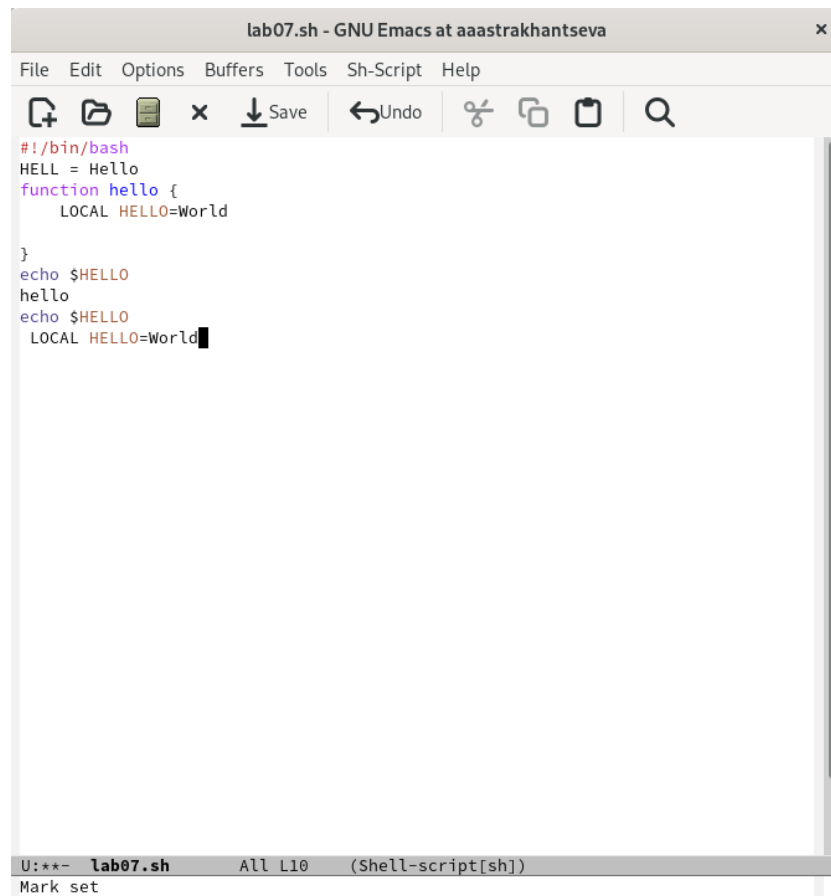 lab07.sh - GNU Emacs at aaastrakhantseva ×
File Edit Options Buffers Tools Sh-Script Help
Save Undo
#!/bin/bash
HELL = Hello
function hello {
    LOCAL HELLO=World
}
echo $HELLO
hello
echo $HELLO
 LOCAL HELLO=World
U:**- lab07.sh All L10 (Shell-script[sh])
Mark set